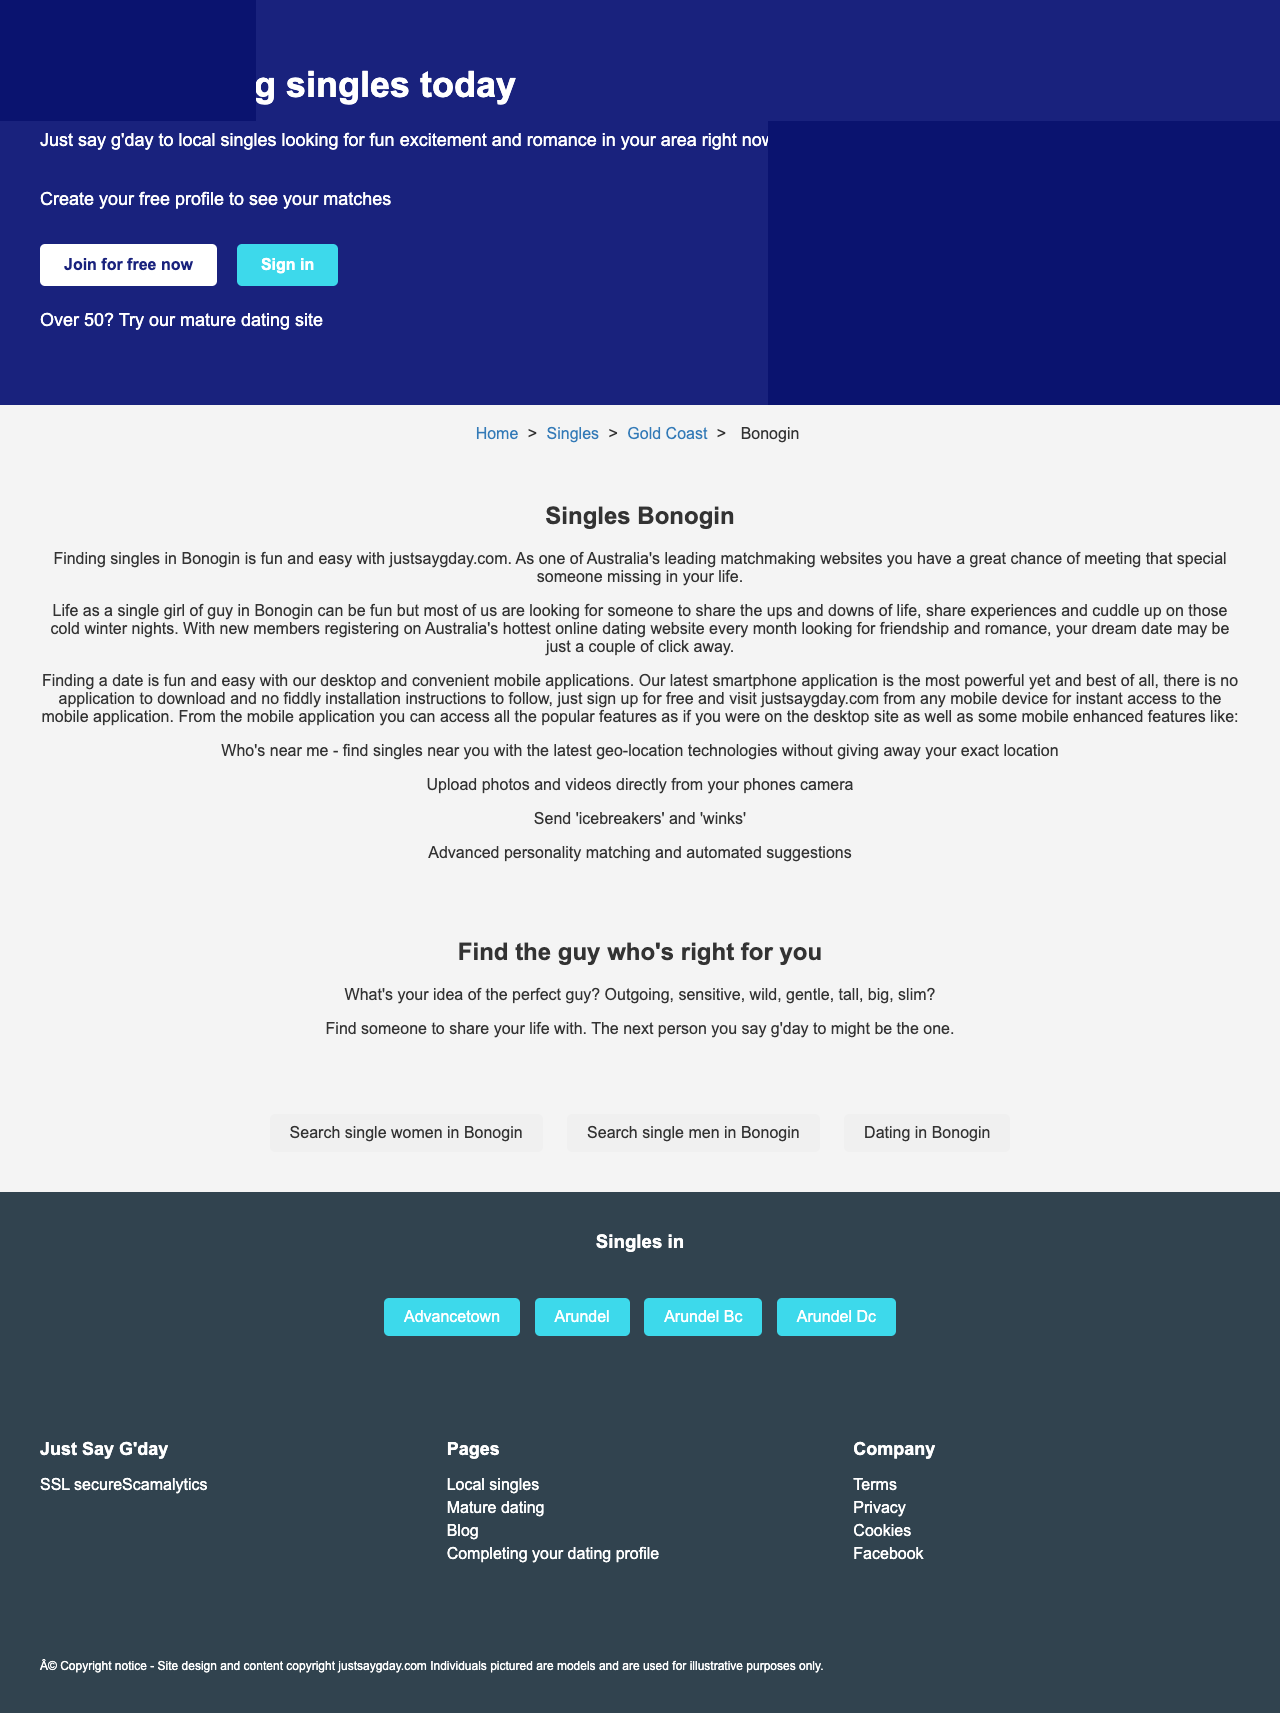 g singles today
Just say g'day to local singles looking for fun excitement and romance in your area right now
Create your free profile to see your matches
Join for free now Sign in
Over 50? Try our mature dating site
Home > Singles > Gold Coast > Bonogin
Singles Bonogin
Finding singles in Bonogin is fun and easy with justsaygday.com. As one of Australia's leading matchmaking websites you have a great chance of meeting that special
someone missing in your life.
Life as a single girl of guy in Bonogin can be fun but most of us are looking for someone to share the ups and downs of life, share experiences and cuddle up on those
cold winter nights. With new members registering on Australia's hottest online dating website every month looking for friendship and romance, your dream date may be
just a couple of click away.
Finding a date is fun and easy with our desktop and convenient mobile applications. Our latest smartphone application is the most powerful yet and best of all, there is no
application to download and no fiddly installation instructions to follow, just sign up for free and visit justsaygday.com from any mobile device for instant access to the
mobile application. From the mobile application you can access all the popular features as if you were on the desktop site as well as some mobile enhanced features like:
Who's near me - find singles near you with the latest geo-location technologies without giving away your exact location
Upload photos and videos directly from your phones camera
Send 'icebreakers' and 'winks'
Advanced personality matching and automated suggestions
Find the guy who's right for you
What's your idea of the perfect guy? Outgoing, sensitive, wild, gentle, tall, big, slim?
Find someone to share your life with. The next person you say g'day to might be the one.
Search single women in Bonogin Search single men in Bonogin Dating in Bonogin
Singles in
Advancetown Arundel Arundel Bc Arundel Dc
Just Say G'day
SSL secureScamalytics
Pages
Local singles
Mature dating
Blog
Completing your dating profile
Company
Terms
Privacy
Cookies
Facebook
Â© Copyright notice - Site design and content copyright justsaygday.com Individuals pictured are models and are used for illustrative purposes only.